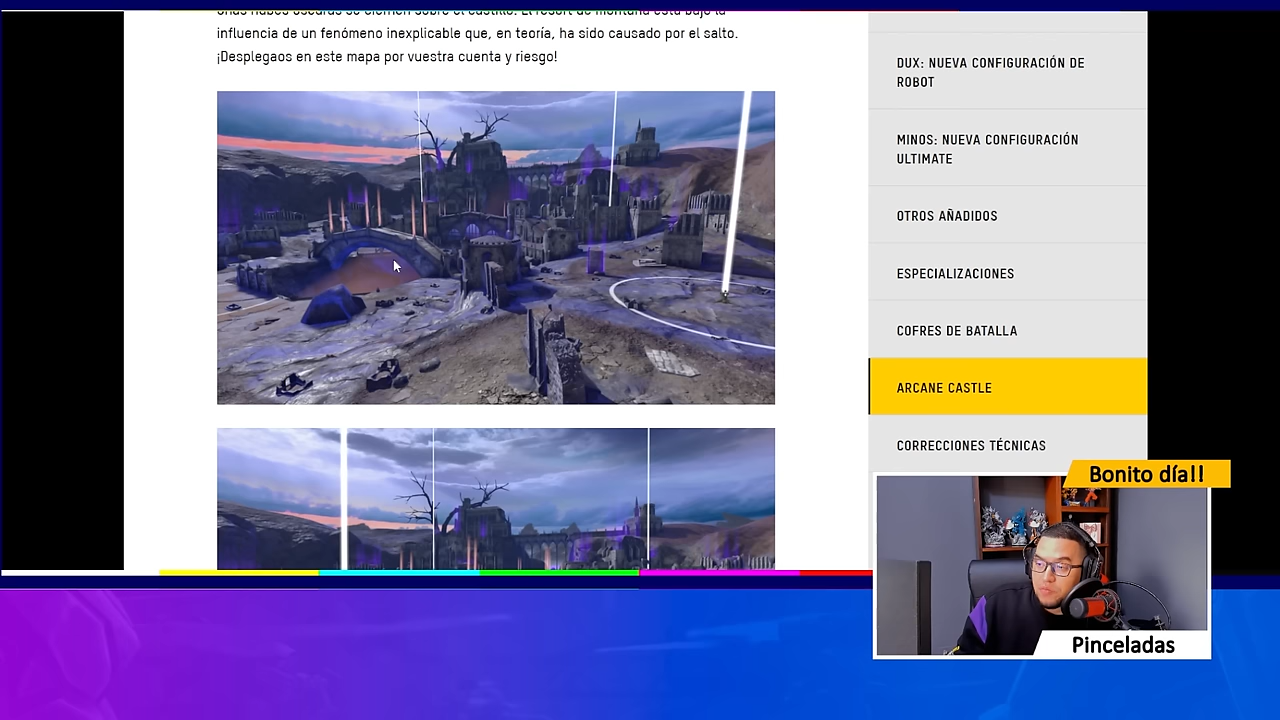 influencia de un fenómeno inexplicable que, en teoría, ha sido causado por el salto.
¡Desplegaos en este mapa por vuestra cuenta y riesgo!
DUX: NUEVA CONFIGURACIÓN DE
ROBOT
MINOS: NUEVA CONFIGURACIÓN
ULTIMATE
OTROS AÑADIDOS
ESPECIALIZACIONES
COFRES DE BATALLA
ARCANE CASTLE
CORRECCIONES TÉCNICAS
Bonito día!!
Pinceladas